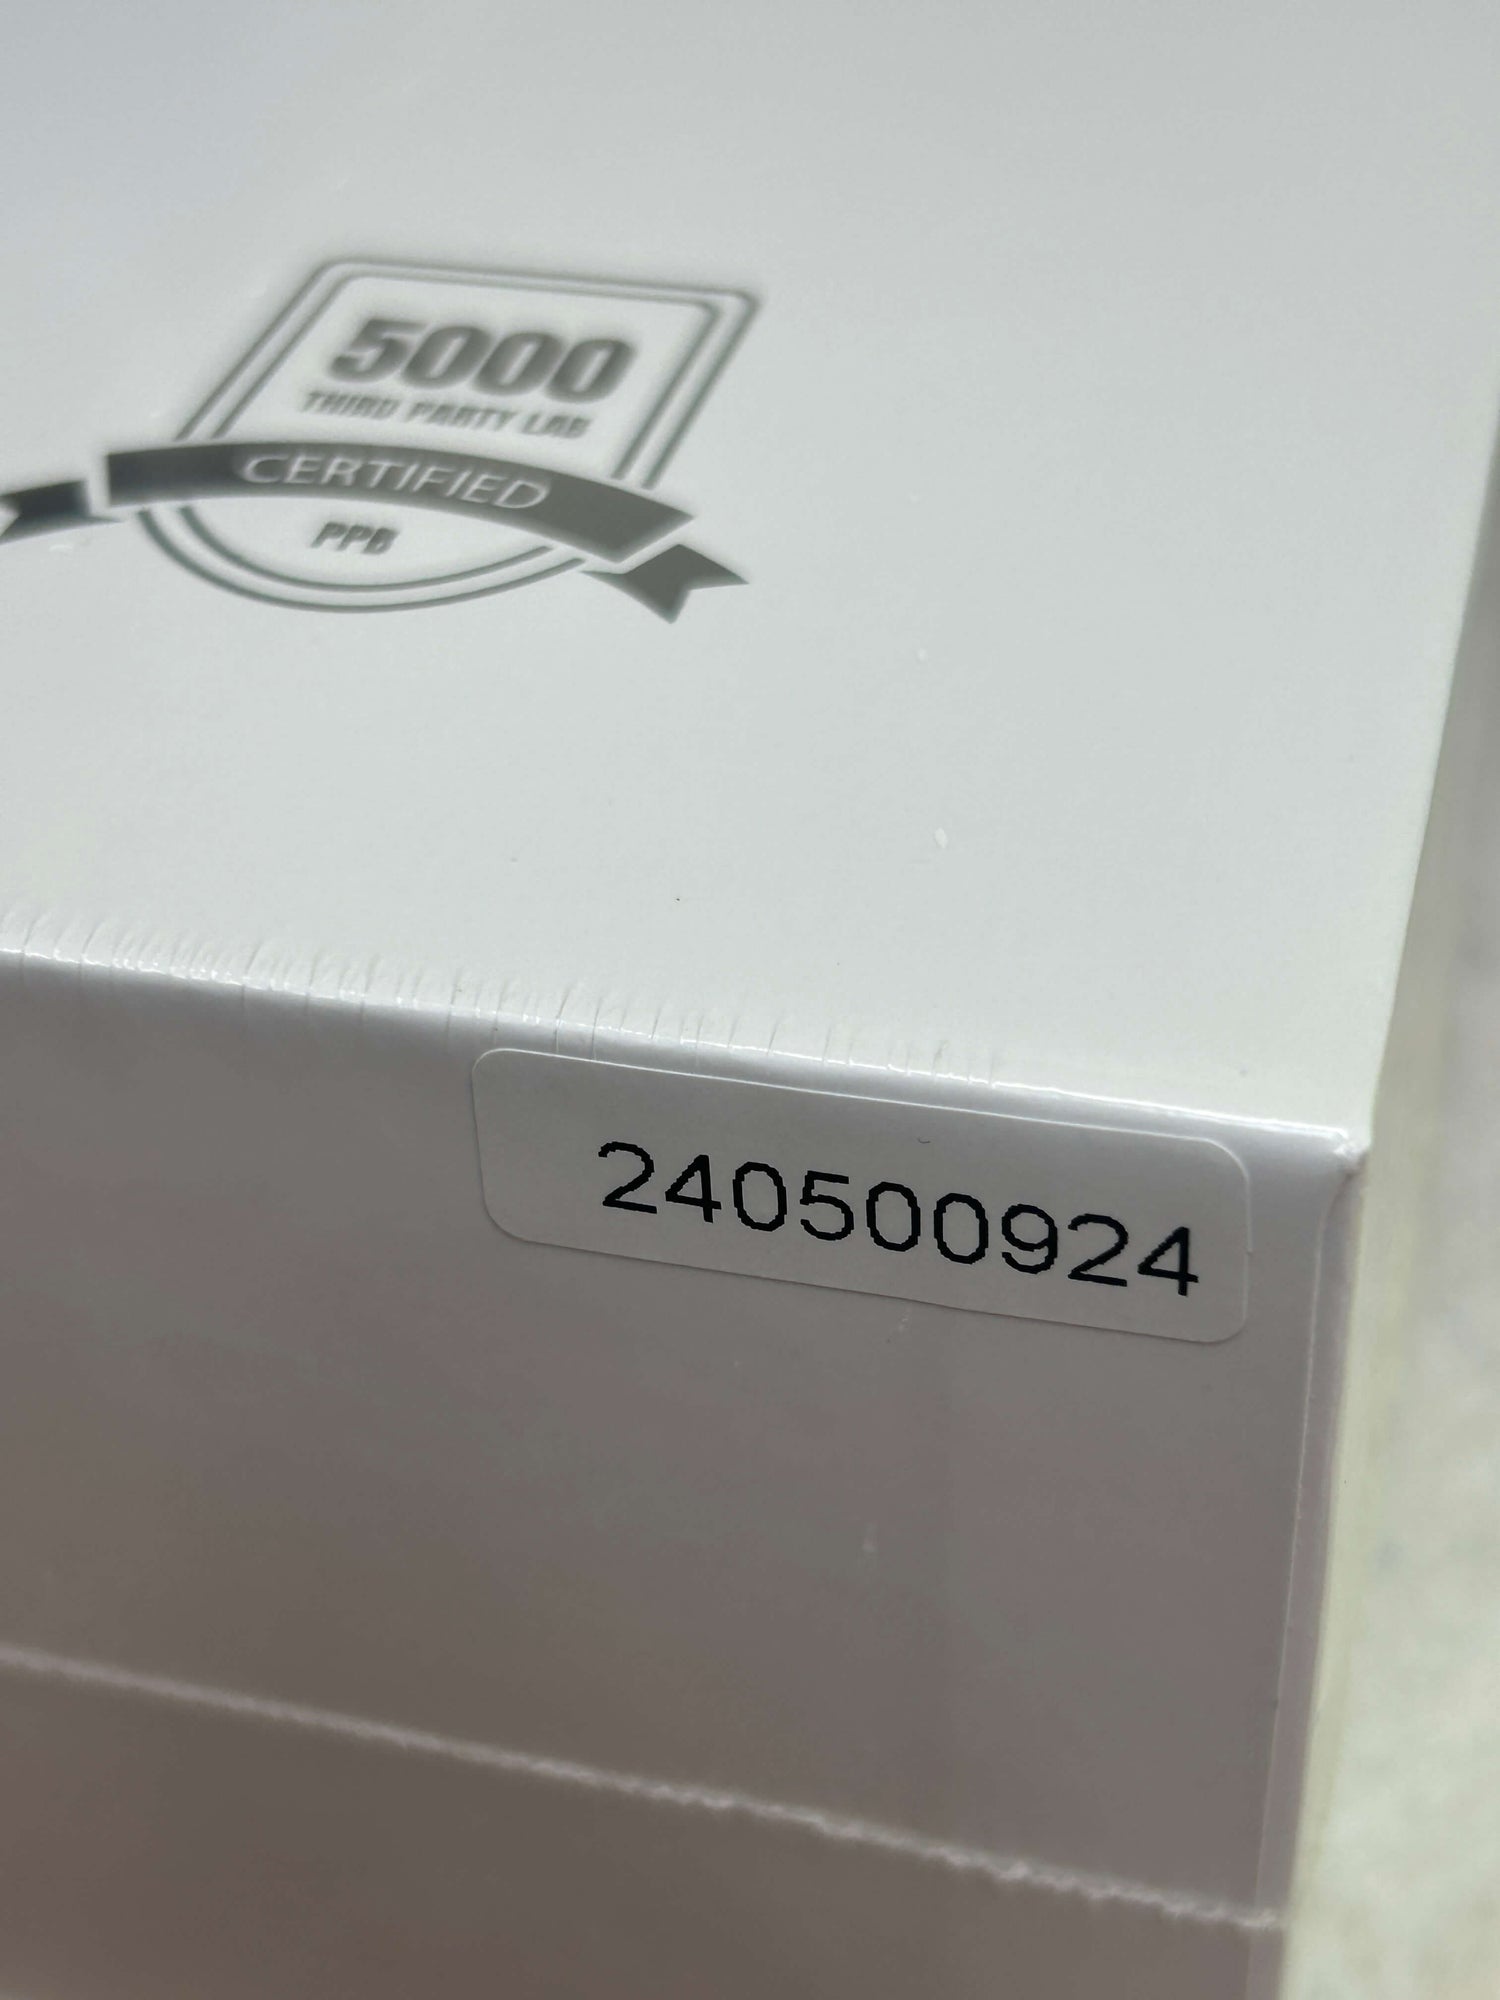 5000
THIRD PARTY LAB
CERTIFIED
PPB
240500924